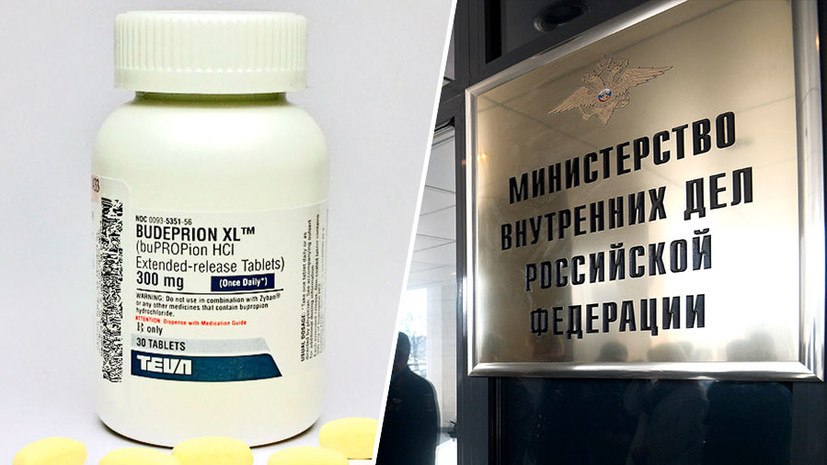 NDC 0093-5351-56
BUDEPRION XL™
(buPROPion HCl
Extended-release Tablets)
300 mg (Once Daily*)
WARNING: Do not use in combination with Zyban®
or any other medicines that contain bupropion
hydrochloride.
ATTENTION: Dispense with Medication Guide
℞ only
30 TABLETS
TEVA
МИНИСТЕРСТВО
ВНУТРЕННИХ ДЕЛ
РОССИЙСКОЙ
ФЕДЕРАЦИИ